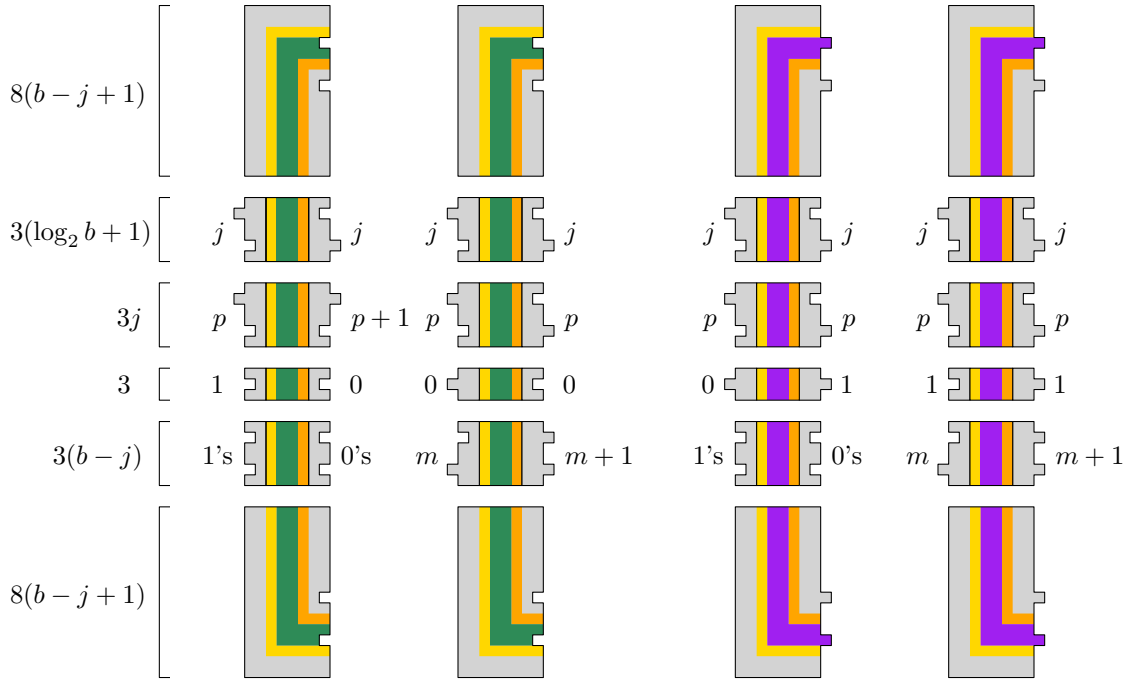 8(b − j + 1)
3(log₂ b + 1) j j j j j j j j
3j p p + 1 p p p p p p
3 1 0 0 0 0 1 1 1
3(b − j) 1's 0's m m + 1 1's 0's m m + 1
8(b − j + 1)